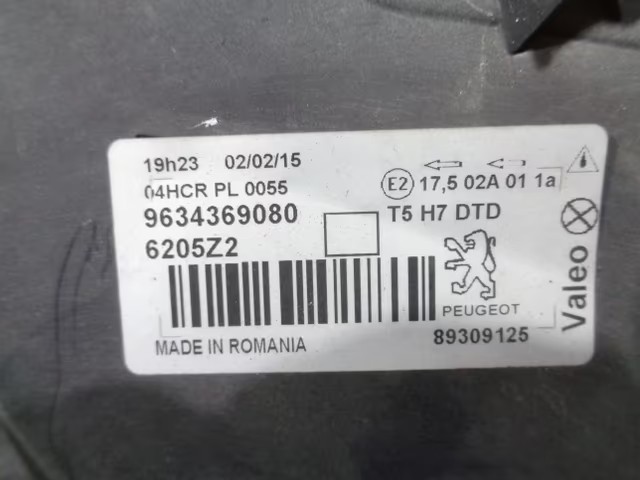 19h23 02/02/15
04HCR PL 0055
E2 17,5 02A 01 1a
9634369080
T5 H7 DTD
6205Z2
PEUGEOT
Valeo
MADE IN ROMANIA
89309125